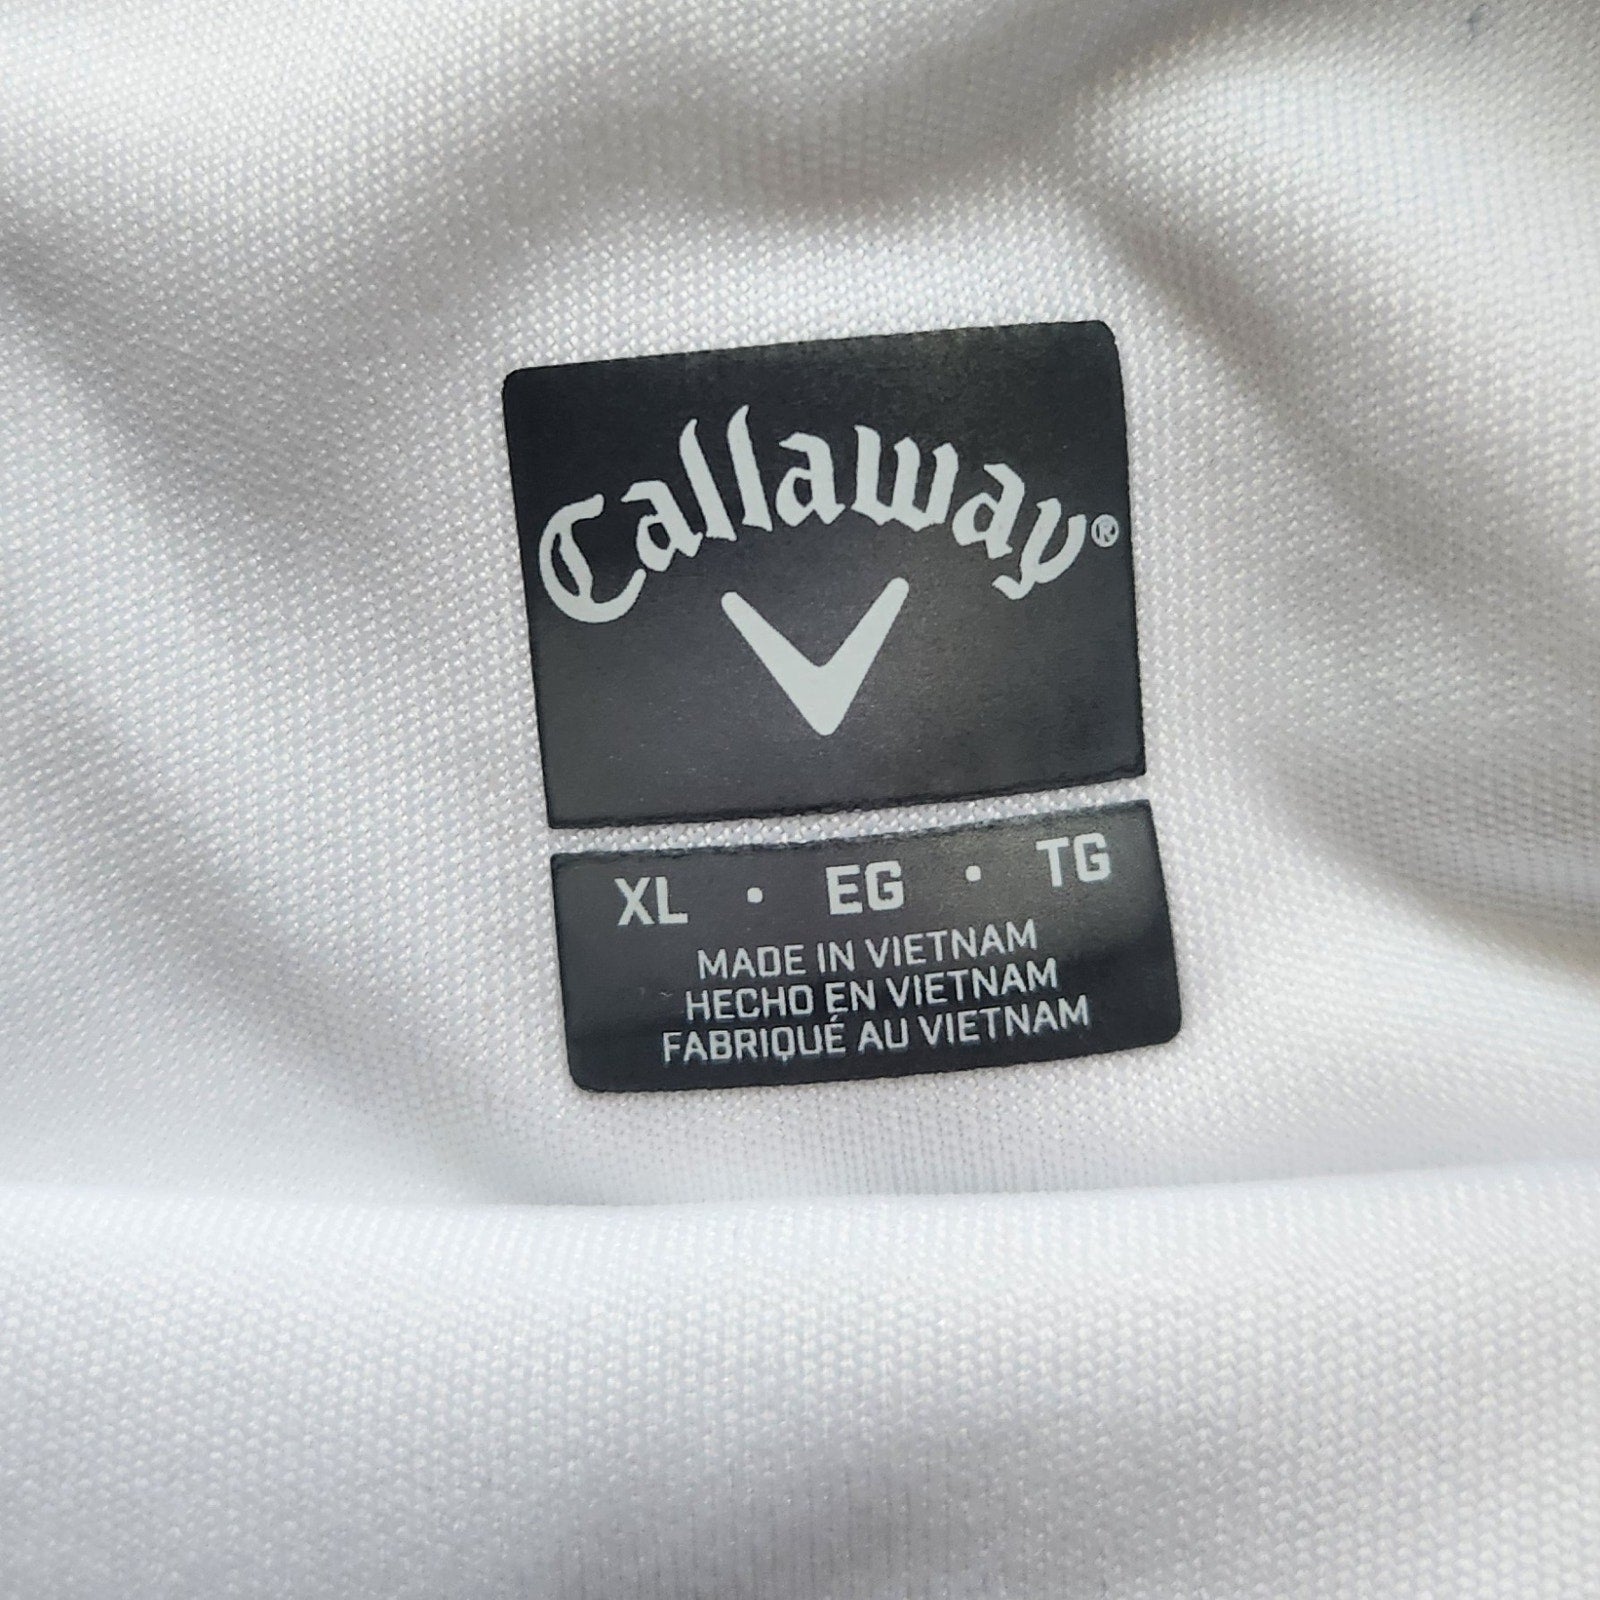 Callaway®
XL · EG · TG
MADE IN VIETNAM
HECHO EN VIETNAM
FABRIQUÉ AU VIETNAM